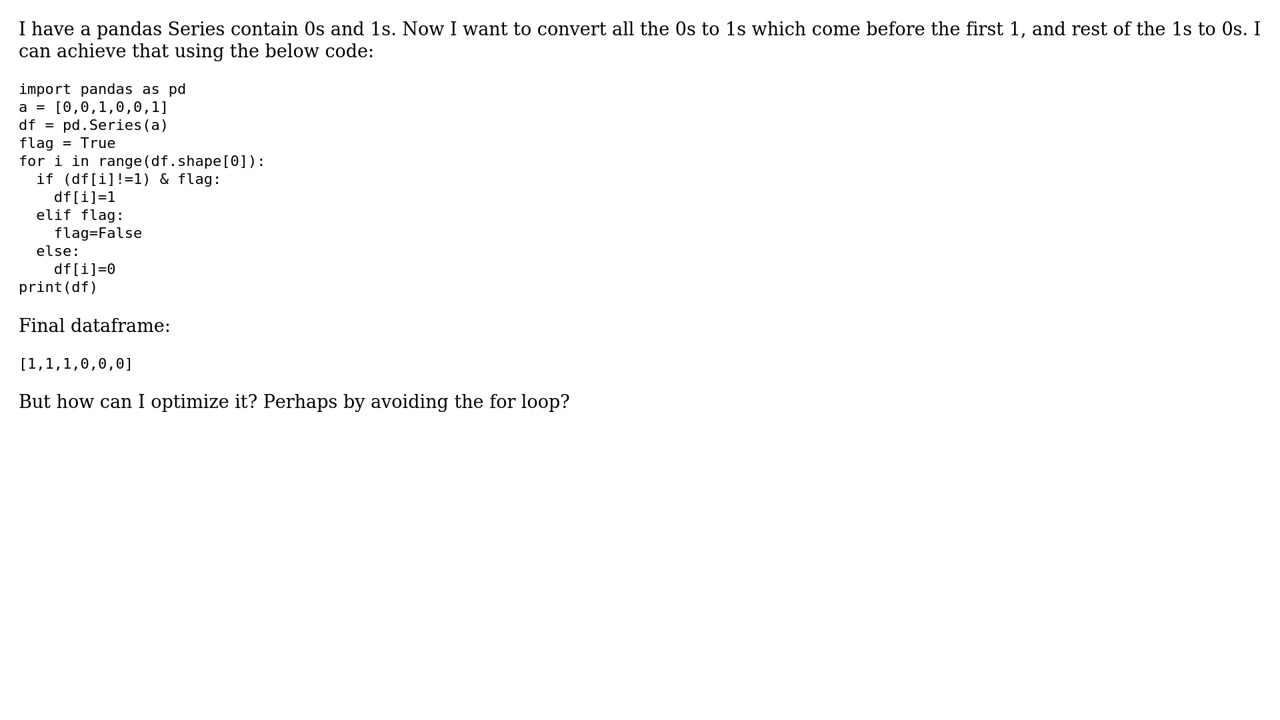 I have a pandas Series contain 0s and 1s. Now I want to convert all the 0s to 1s which come before the first 1, and rest of the 1s to 0s. I
can achieve that using the below code:
import pandas as pd
a = [0,0,1,0,0,1]
df = pd.Series(a)
flag = True
for i in range(df.shape[0]):
  if (df[i]!=1) & flag:
    df[i]=1
  elif flag:
    flag=False
  else:
    df[i]=0
print(df)
Final dataframe:
[1,1,1,0,0,0]
But how can I optimize it? Perhaps by avoiding the for loop?